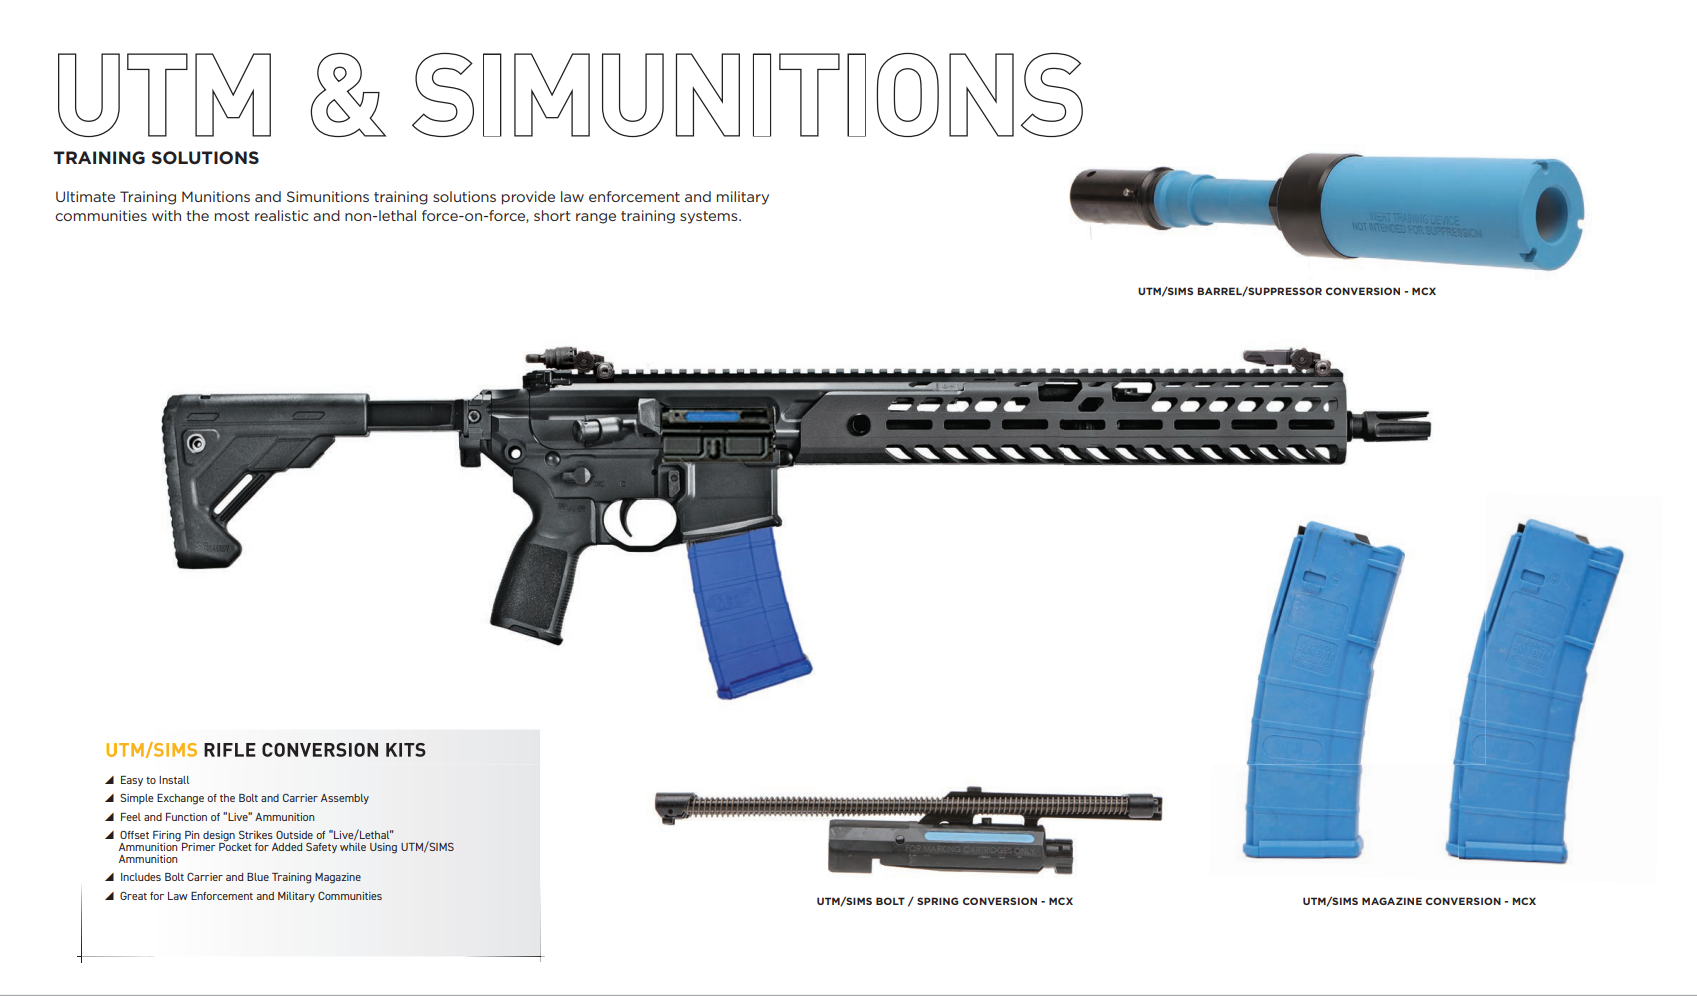 UTM & SIMUNITIONS
TRAINING SOLUTIONS
Ultimate Training Munitions and Simunitions training solutions provide law enforcement and military
communities with the most realistic and non-lethal force-on-force, short range training systems.
INERT TRAINING DEVICE
NOT INTENDED FOR SUPPRESSION
UTM/SIMS BARREL/SUPPRESSOR CONVERSION - MCX
UTM/SIMS RIFLE CONVERSION KITS
Easy to Install
Simple Exchange of the Bolt and Carrier Assembly
Feel and Function of “Live” Ammunition
Offset Firing Pin design Strikes Outside of “Live/Lethal”
Ammunition Primer Pocket for Added Safety while Using UTM/SIMS
Ammunition
Includes Bolt Carrier and Blue Training Magazine
Great for Law Enforcement and Military Communities
FOR MARKING CARTRIDGES ONLY
UTM/SIMS BOLT / SPRING CONVERSION - MCX
UTM/SIMS MAGAZINE CONVERSION - MCX